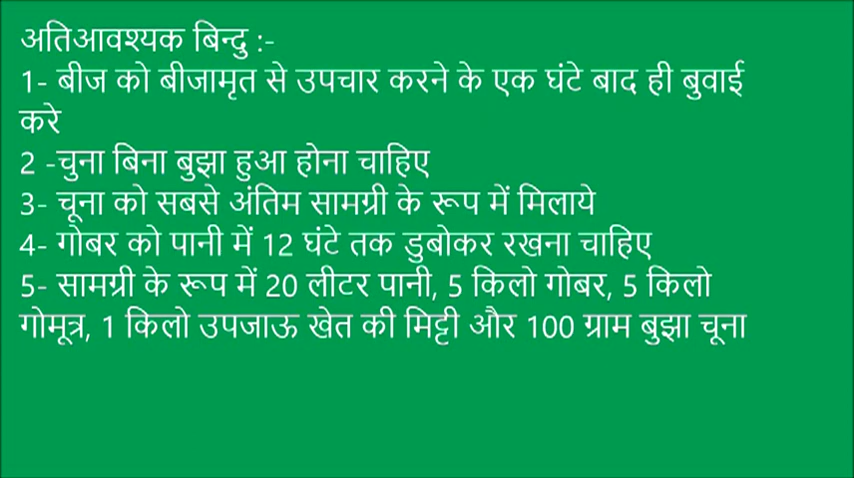 अतिआवश्यक बिन्दु :-
1- बीज को बीजामृत से उपचार करने के एक घंटे बाद ही बुवाई
करे
2 -चुना बिना बुझा हुआ होना चाहिए
3- चूना को सबसे अंतिम सामग्री के रूप में मिलाये
4- गोबर को पानी में 12 घंटे तक डुबोकर रखना चाहिए
5- सामग्री के रूप में 20 लीटर पानी, 5 किलो गोबर, 5 किलो
गोमूत्र, 1 किलो उपजाऊ खेत की मिट्टी और 100 ग्राम बुझा चूना